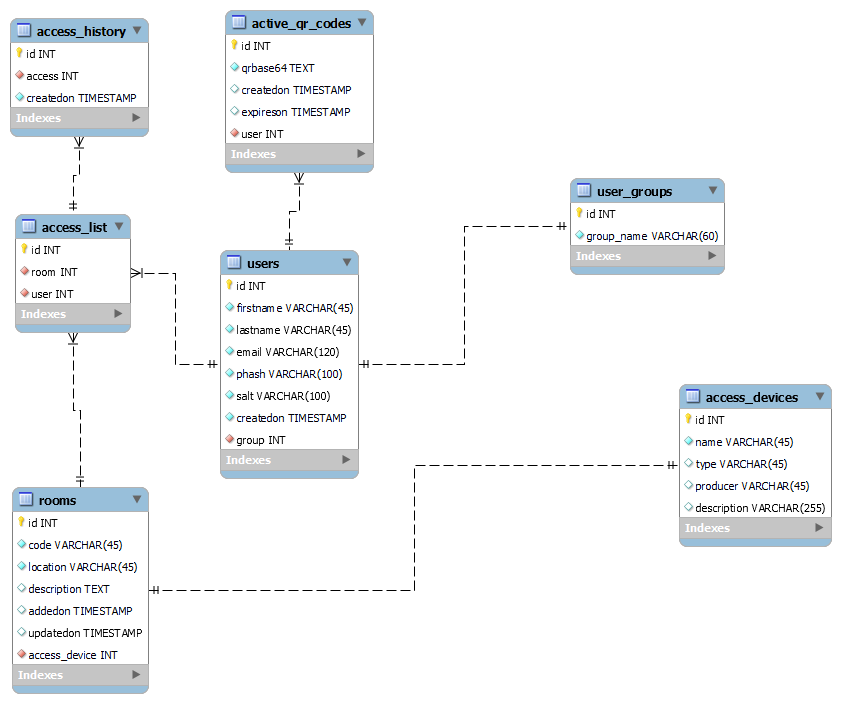 access_history
id INT
access INT
createdon TIMESTAMP
Indexes
active_qr_codes
id INT
qrbase64 TEXT
createdon TIMESTAMP
expireson TIMESTAMP
user INT
Indexes
user_groups
id INT
group_name VARCHAR(60)
Indexes
access_list
id INT
room INT
user INT
Indexes
users
id INT
firstname VARCHAR(45)
lastname VARCHAR(45)
email VARCHAR(120)
phash VARCHAR(100)
salt VARCHAR(100)
createdon TIMESTAMP
group INT
Indexes
access_devices
id INT
name VARCHAR(45)
type VARCHAR(45)
producer VARCHAR(45)
description VARCHAR(255)
Indexes
rooms
id INT
code VARCHAR(45)
location VARCHAR(45)
description TEXT
addedon TIMESTAMP
updatedon TIMESTAMP
access_device INT
Indexes